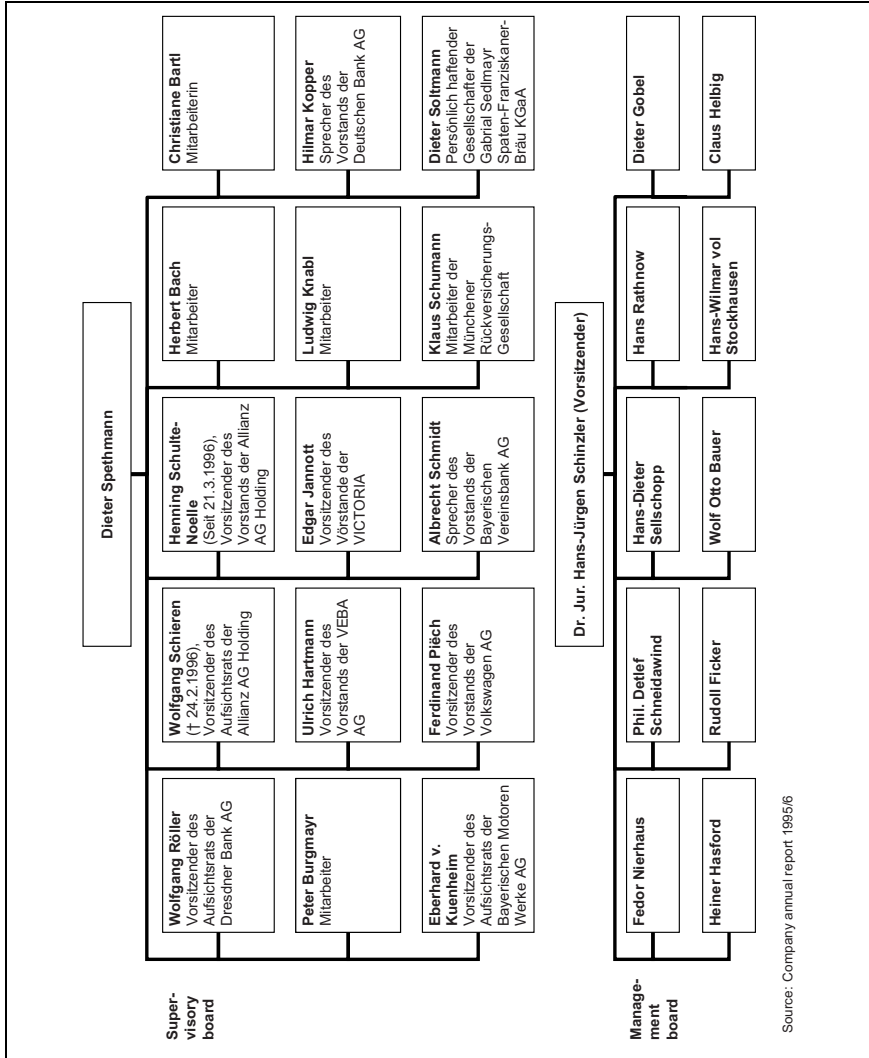 Dieter Spethmann
Super-
visory
board
Wolfgang Röller
Vorsitzender des
Aufsichtsrats der
Dresdner Bank AG
Wolfgang Schieren
(† 24.2.1996),
Vorsitzender des
Aufsichtsrats der
Allianz AG Holding
Henning Schulte-
Noelle
(Seit 21.3.1996),
Vorsitzender des
Vorstands der Allianz
AG Holding
Herbert Bach
Mitarbeiter
Christiane Bartl
Mitarbeiterin
Peter Burgmayr
Mitarbeiter
Ulrich Hartmann
Vorsitzender des
Vorstands der VEBA
AG
Edgar Jannott
Vorsitzender des
Vörstande der
VICTORIA
Ludwig Knabl
Mitarbeiter
Hilmar Kopper
Sprecher des
Vorstands der
Deutschen Bank AG
Eberhard v.
Kuenheim
Vorsitzender des
Aufsichtsrats der
Bayerischen Motoren
Werke AG
Ferdinand Piëch
Vorsitzender des
Vorstands der
Volkswagen AG
Albrecht Schmidt
Sprecher des
Vorstands der
Bayerischen
Vereinsbank AG
Klaus Schumann
Mitarbeiter der
Münchener
Rückversicherungs-
Gesellschaft
Dieter Soltmann
Persönlich haftender
Gesellschafter der
Gabrial Sedlmayr
Spaten-Franziskaner-
Bräu KGaA
Dr. Jur. Hans-Jürgen Schinzler (Vorsitzender)
Manage-
ment
board
Fedor Nierhaus
Phil. Detlef
Schneidawind
Hans-Dieter
Sellschopp
Hans Rathnow
Dieter Gobel
Heiner Hasford
Rudoll Ficker
Wolf Otto Bauer
Hans-Wilmar vol
Stockhausen
Claus Helbig
Source: Company annual report 1995/6